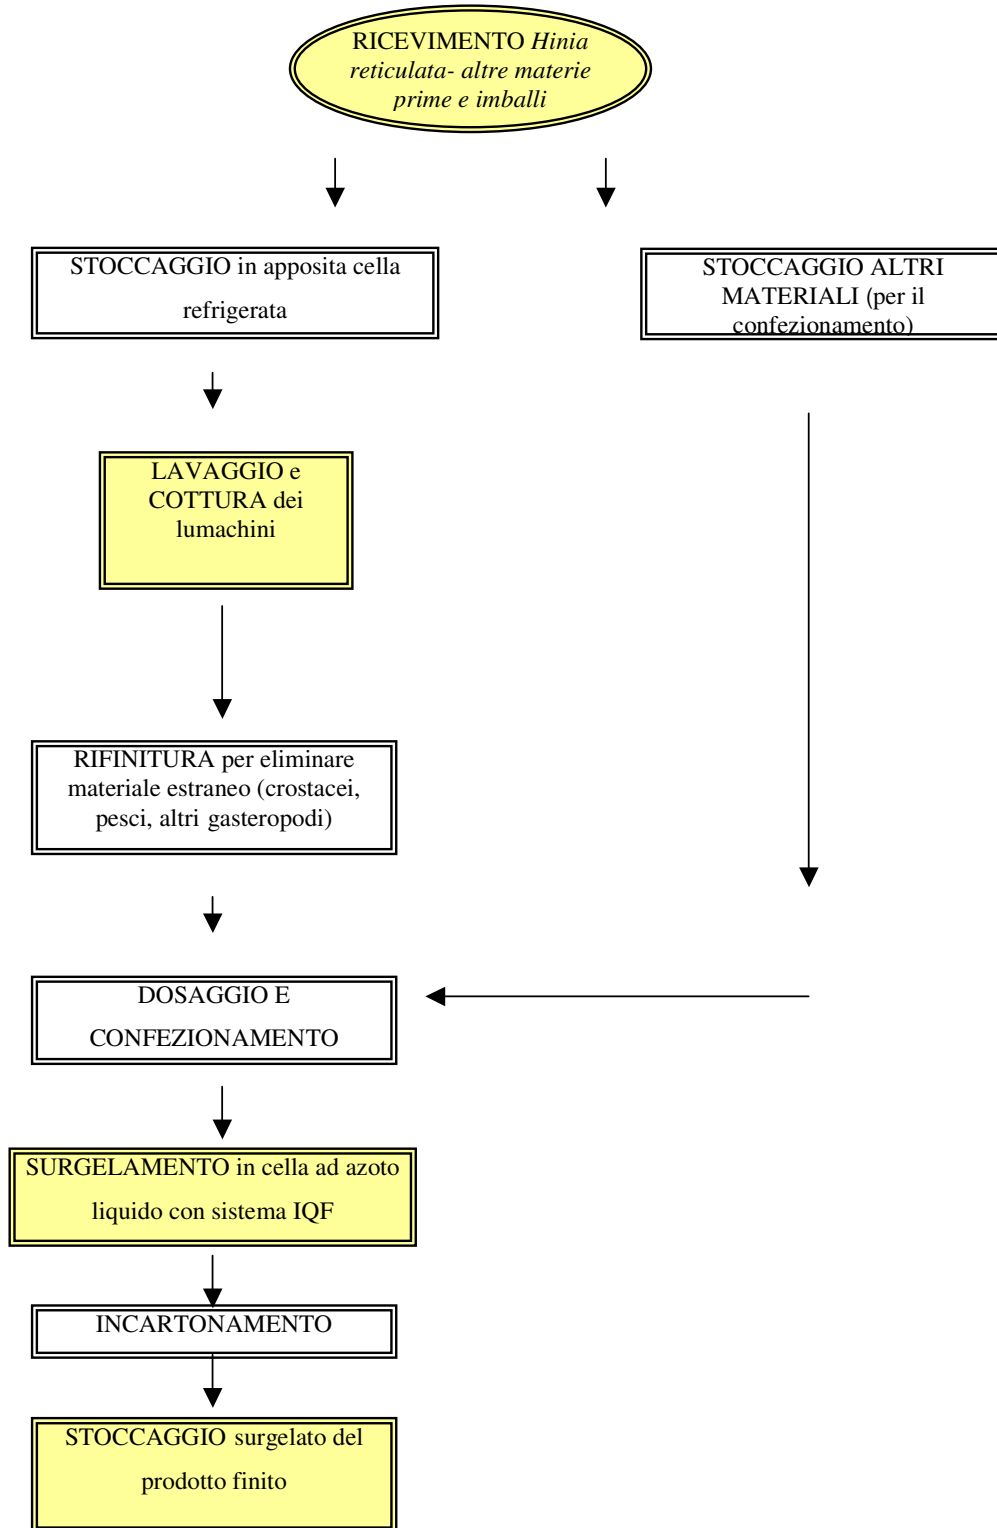 RICEVIMENTO Hinia
reticulata- altre materie
prime e imballi
STOCCAGGIO in apposita cella
refrigerata
STOCCAGGIO ALTRI
MATERIALI (per il
confezionamento)
LAVAGGIO e
COTTURA dei
lumachini
RIFINITURA per eliminare
materiale estraneo (crostacei,
pesci, altri gasteropodi)
DOSAGGIO E
CONFEZIONAMENTO
SURGELAMENTO in cella ad azoto
liquido con sistema IQF
INCARTONAMENTO
STOCCAGGIO surgelato del
prodotto finito